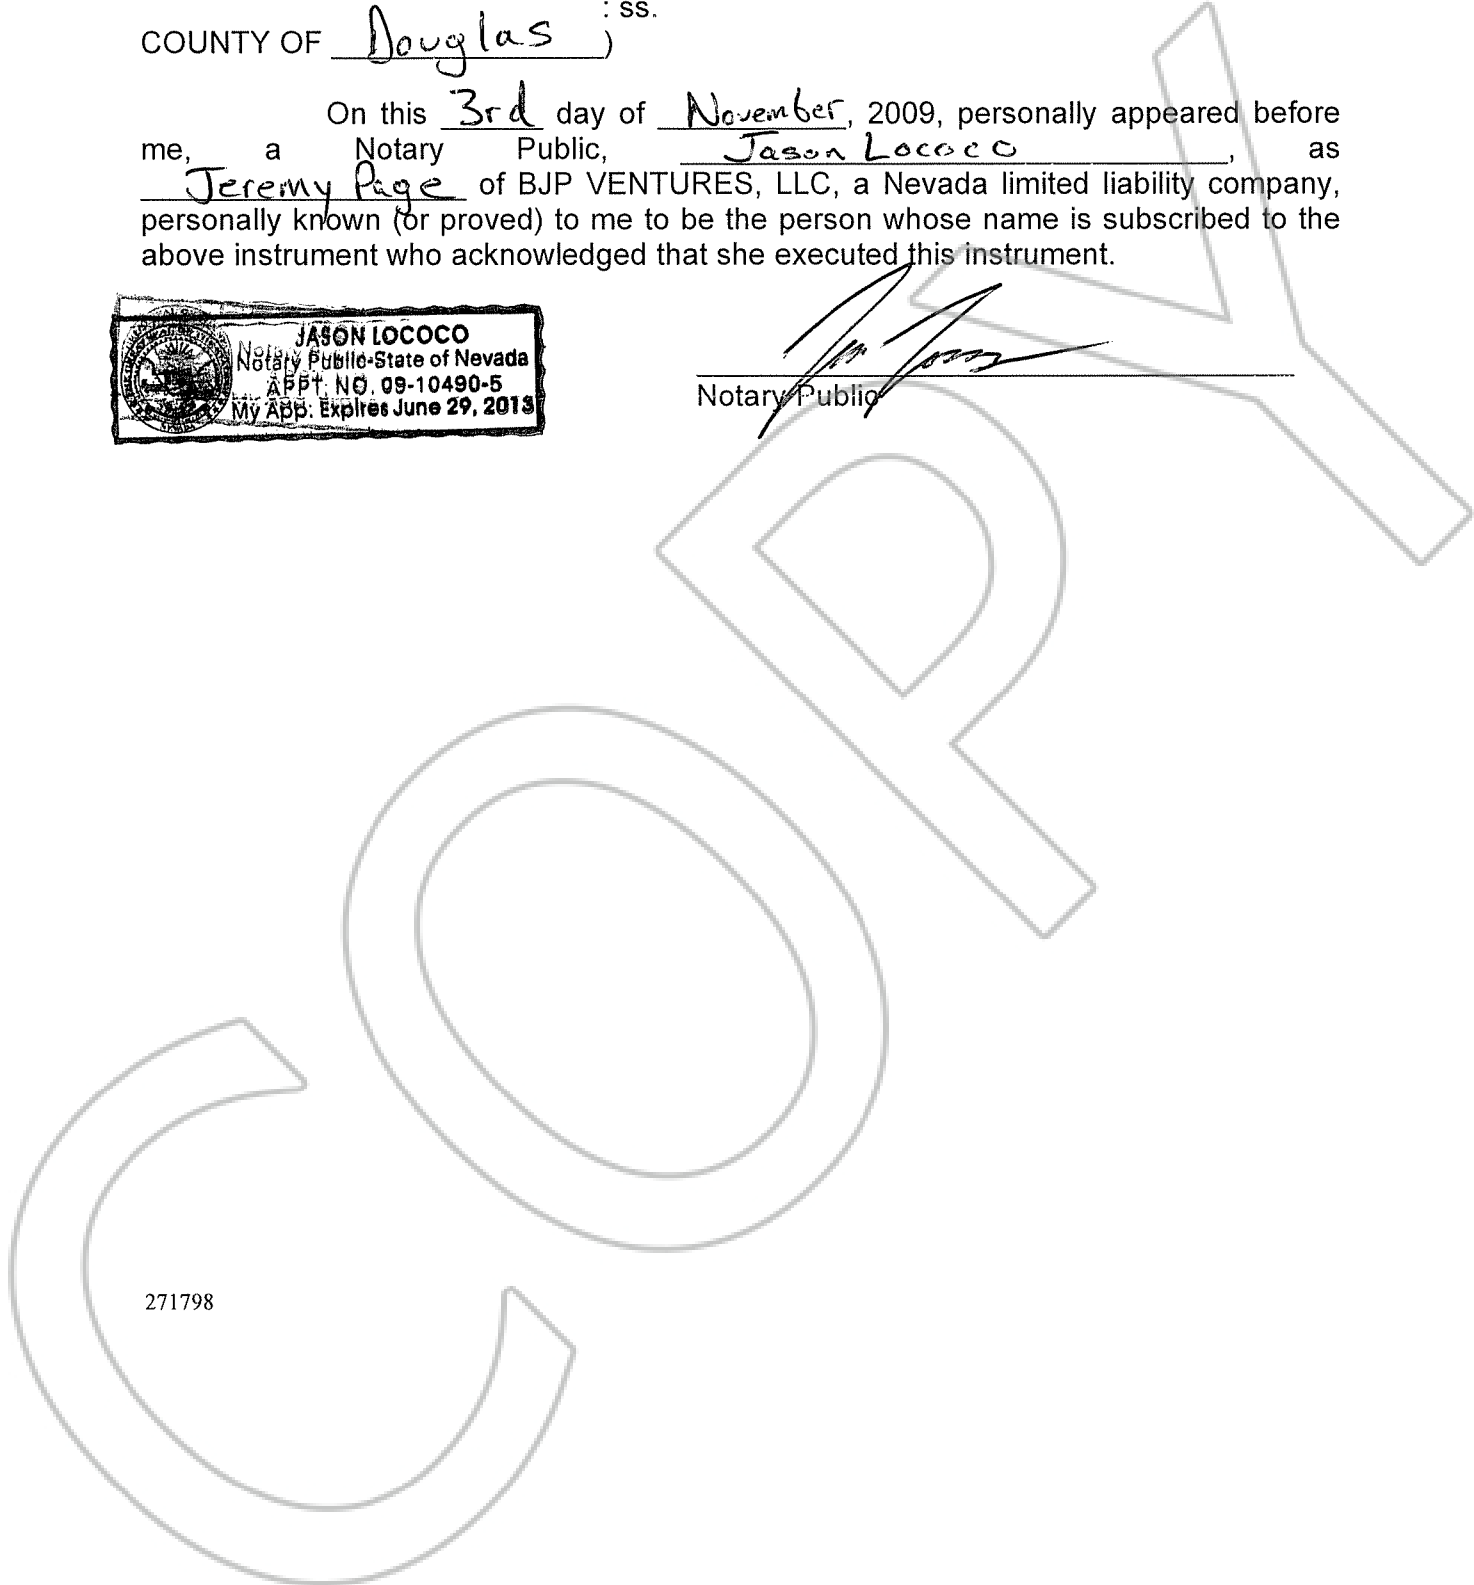 : ss.
COUNTY OF Douglas )
On this 3rd day of November, 2009, personally appeared before
me, a Notary Public, Jason Lococo, as
Jeremy Page of BJP VENTURES, LLC, a Nevada limited liability company,
personally known (or proved) to me to be the person whose name is subscribed to the
above instrument who acknowledged that she executed this instrument.
JASON LOCOCO
Notary Public-State of Nevada
APPT. NO. 09-10490-5
My App. Expires June 29, 2013
Notary Public
COPY
271798